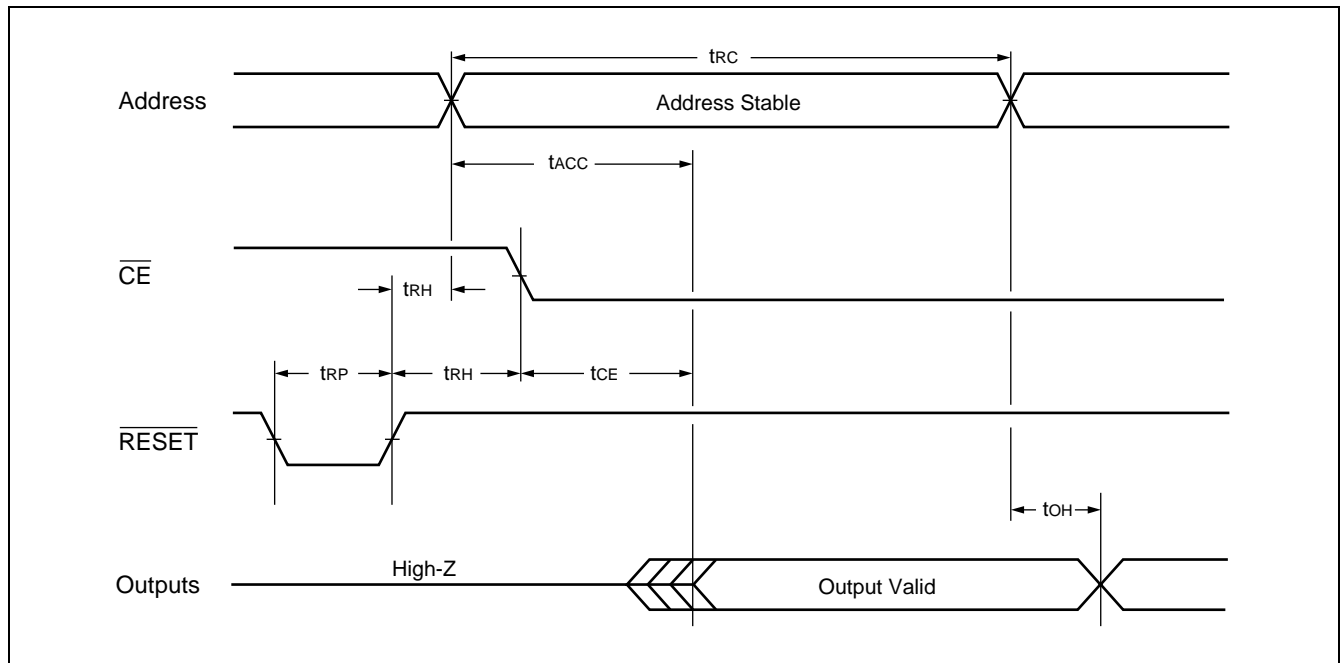 tRC
Address
Address Stable
tACC
CE
tRH
tRP
tRH
tCE
RESET
tOH
High-Z
Outputs
Output Valid